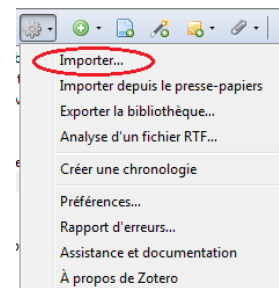 Importer...
Importer depuis le presse-papiers
Exporter la bibliothèque...
Analyse d'un fichier RTF...
Créer une chronologie
Préférences...
Rapport d'erreurs...
Assistance et documentation
À propos de Zotero